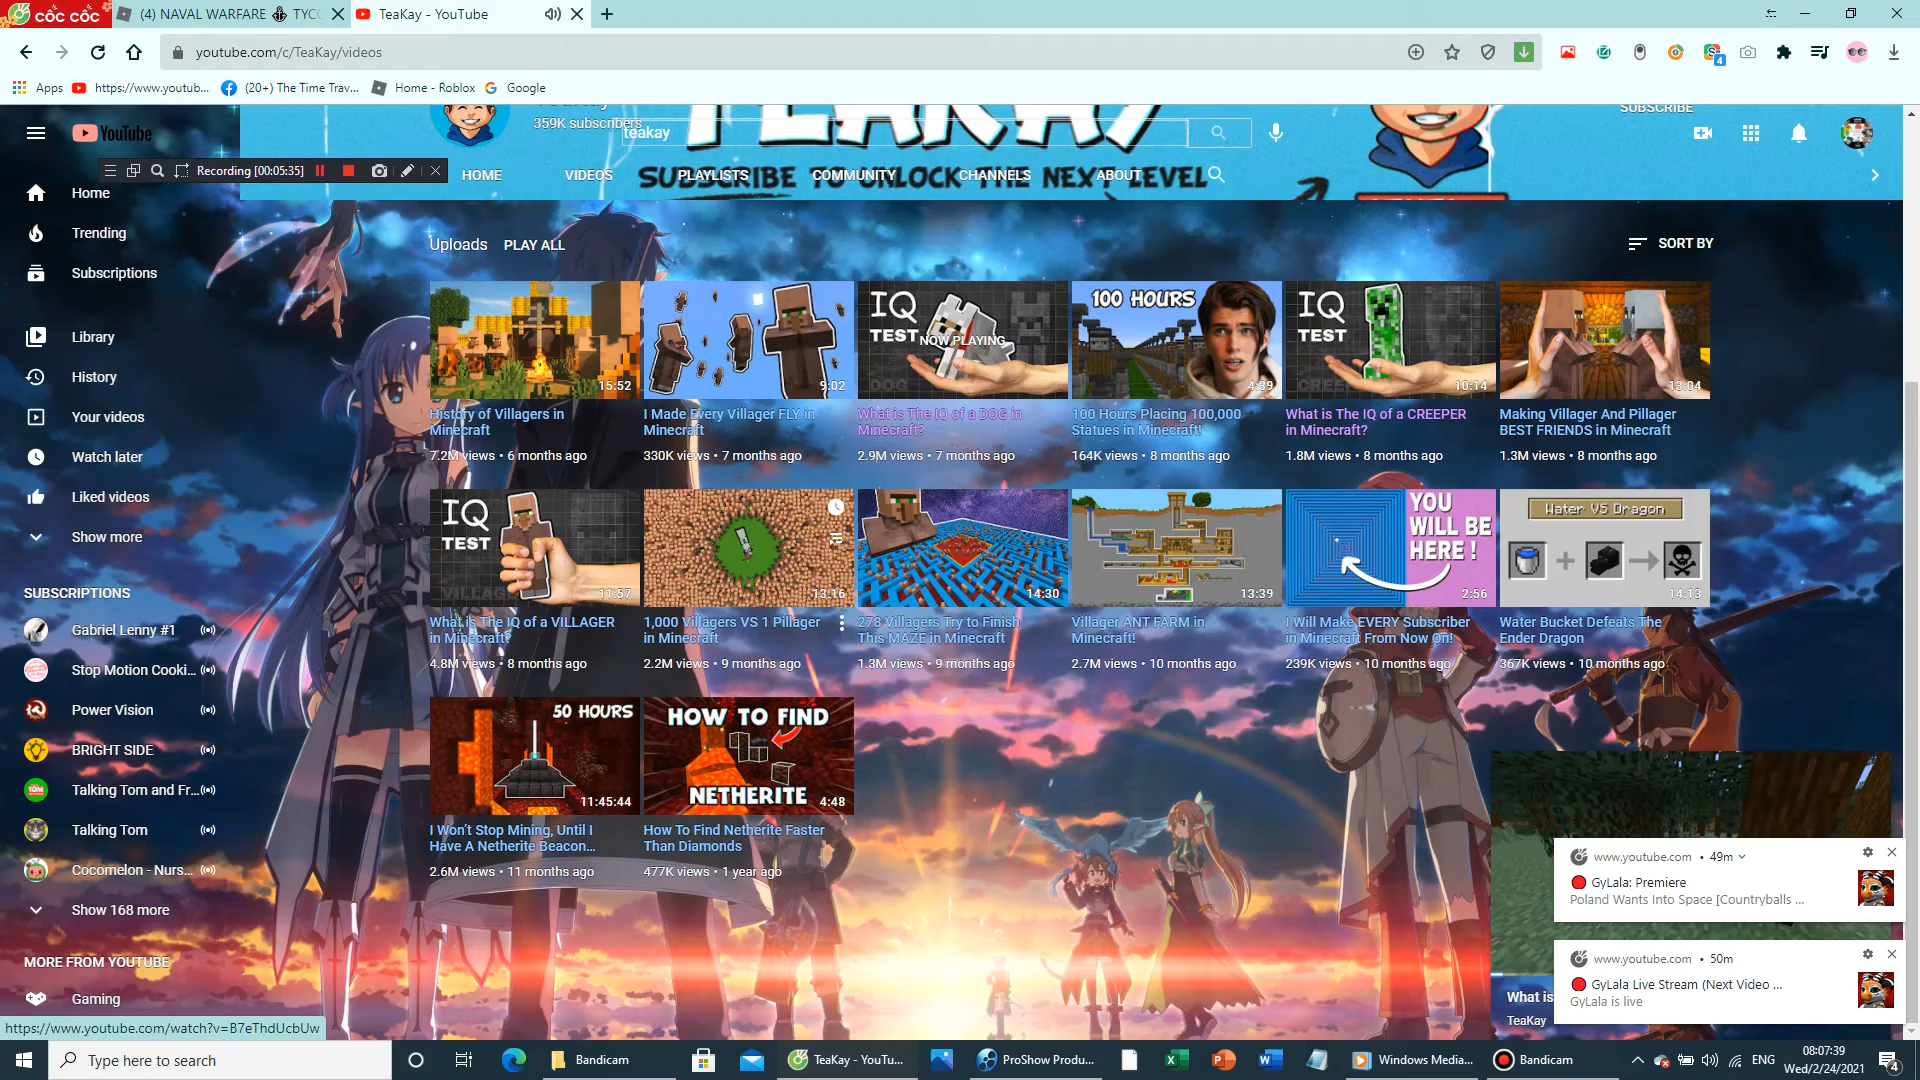 CỐC CỐC
(4) NAVAL WARFARE
TYCO
TeaKay - YouTube
youtube.com/c/TeaKay/videos
4
Apps
https://www.youtub...
(20+) The Time Trav...
Home - Roblox
Google
YouTube
359K subscribers
TEAKAY
SUBSCRIBE
teakay
Recording [00:05:35]
SUBSCRIBE TO UNLOCK THE NEXT LEVEL
HOME
VIDEOS
PLAYLISTS
COMMUNITY
CHANNELS
ABOUT
Home
Trending
Subscriptions
Library
History
Your videos
Watch later
Liked videos
Show more
SUBSCRIPTIONS
Gabriel Lenny #1
Stop Motion Cooki...
Power Vision
BRIGHT SIDE
Talking Tom and Fr...
Talking Tom
Cocomelon - Nurs...
Show 168 more
MORE FROM YOUTUBE
Gaming
https://www.youtube.com/watch?v=B7eThdUcbUw
Uploads
PLAY ALL
SORT BY
15:52
History of Villagers in
Minecraft
7.2M views • 6 months ago
9:02
I Made Every Villager FLY in
Minecraft
330K views • 7 months ago
IQ
TEST
NOW PLAYING
DOG
What is The IQ of a DOG in
Minecraft?
2.9M views • 7 months ago
100 HOURS
4:39
100 Hours Placing 100,000
Statues in Minecraft!
164K views • 8 months ago
IQ
TEST
10:14
What is The IQ of a CREEPER
in Minecraft?
1.8M views • 8 months ago
13:04
Making Villager And Pillager
BEST FRIENDS in Minecraft
1.3M views • 8 months ago
IQ
TEST
VILLAGER
11:57
What is The IQ of a VILLAGER
in Minecraft?
4.8M views • 8 months ago
13:16
1,000 Villagers VS 1 Pillager
in Minecraft
2.2M views • 9 months ago
14:30
278 Villagers Try to Finish
This MAZE in Minecraft
1.3M views • 9 months ago
13:39
Villager ANT FARM in
Minecraft!
2.7M views • 10 months ago
YOU
WILL BE
HERE !
2:56
I Will Make EVERY Subscriber
in Minecraft From Now On!
239K views • 10 months ago
Water VS Dragon
14:13
Water Bucket Defeats The
Ender Dragon
367K views • 10 months ago
50 HOURS
11:45:44
I Won't Stop Mining, Until I
Have A Netherite Beacon...
2.6M views • 11 months ago
HOW TO FIND
NETHERITE
4:48
How To Find Netherite Faster
Than Diamonds
477K views • 1 year ago
www.youtube.com • 49m
GyLala: Premiere
Poland Wants Into Space [Countryballs ...
www.youtube.com • 50m
GyLala Live Stream (Next Video ...
GyLala is live
What is
TeaKay
Type here to search
Bandicam
TeaKay - YouTu...
ProShow Produ...
Windows Media...
Bandicam
ENG
08:07:39
Wed/2/24/2021
4